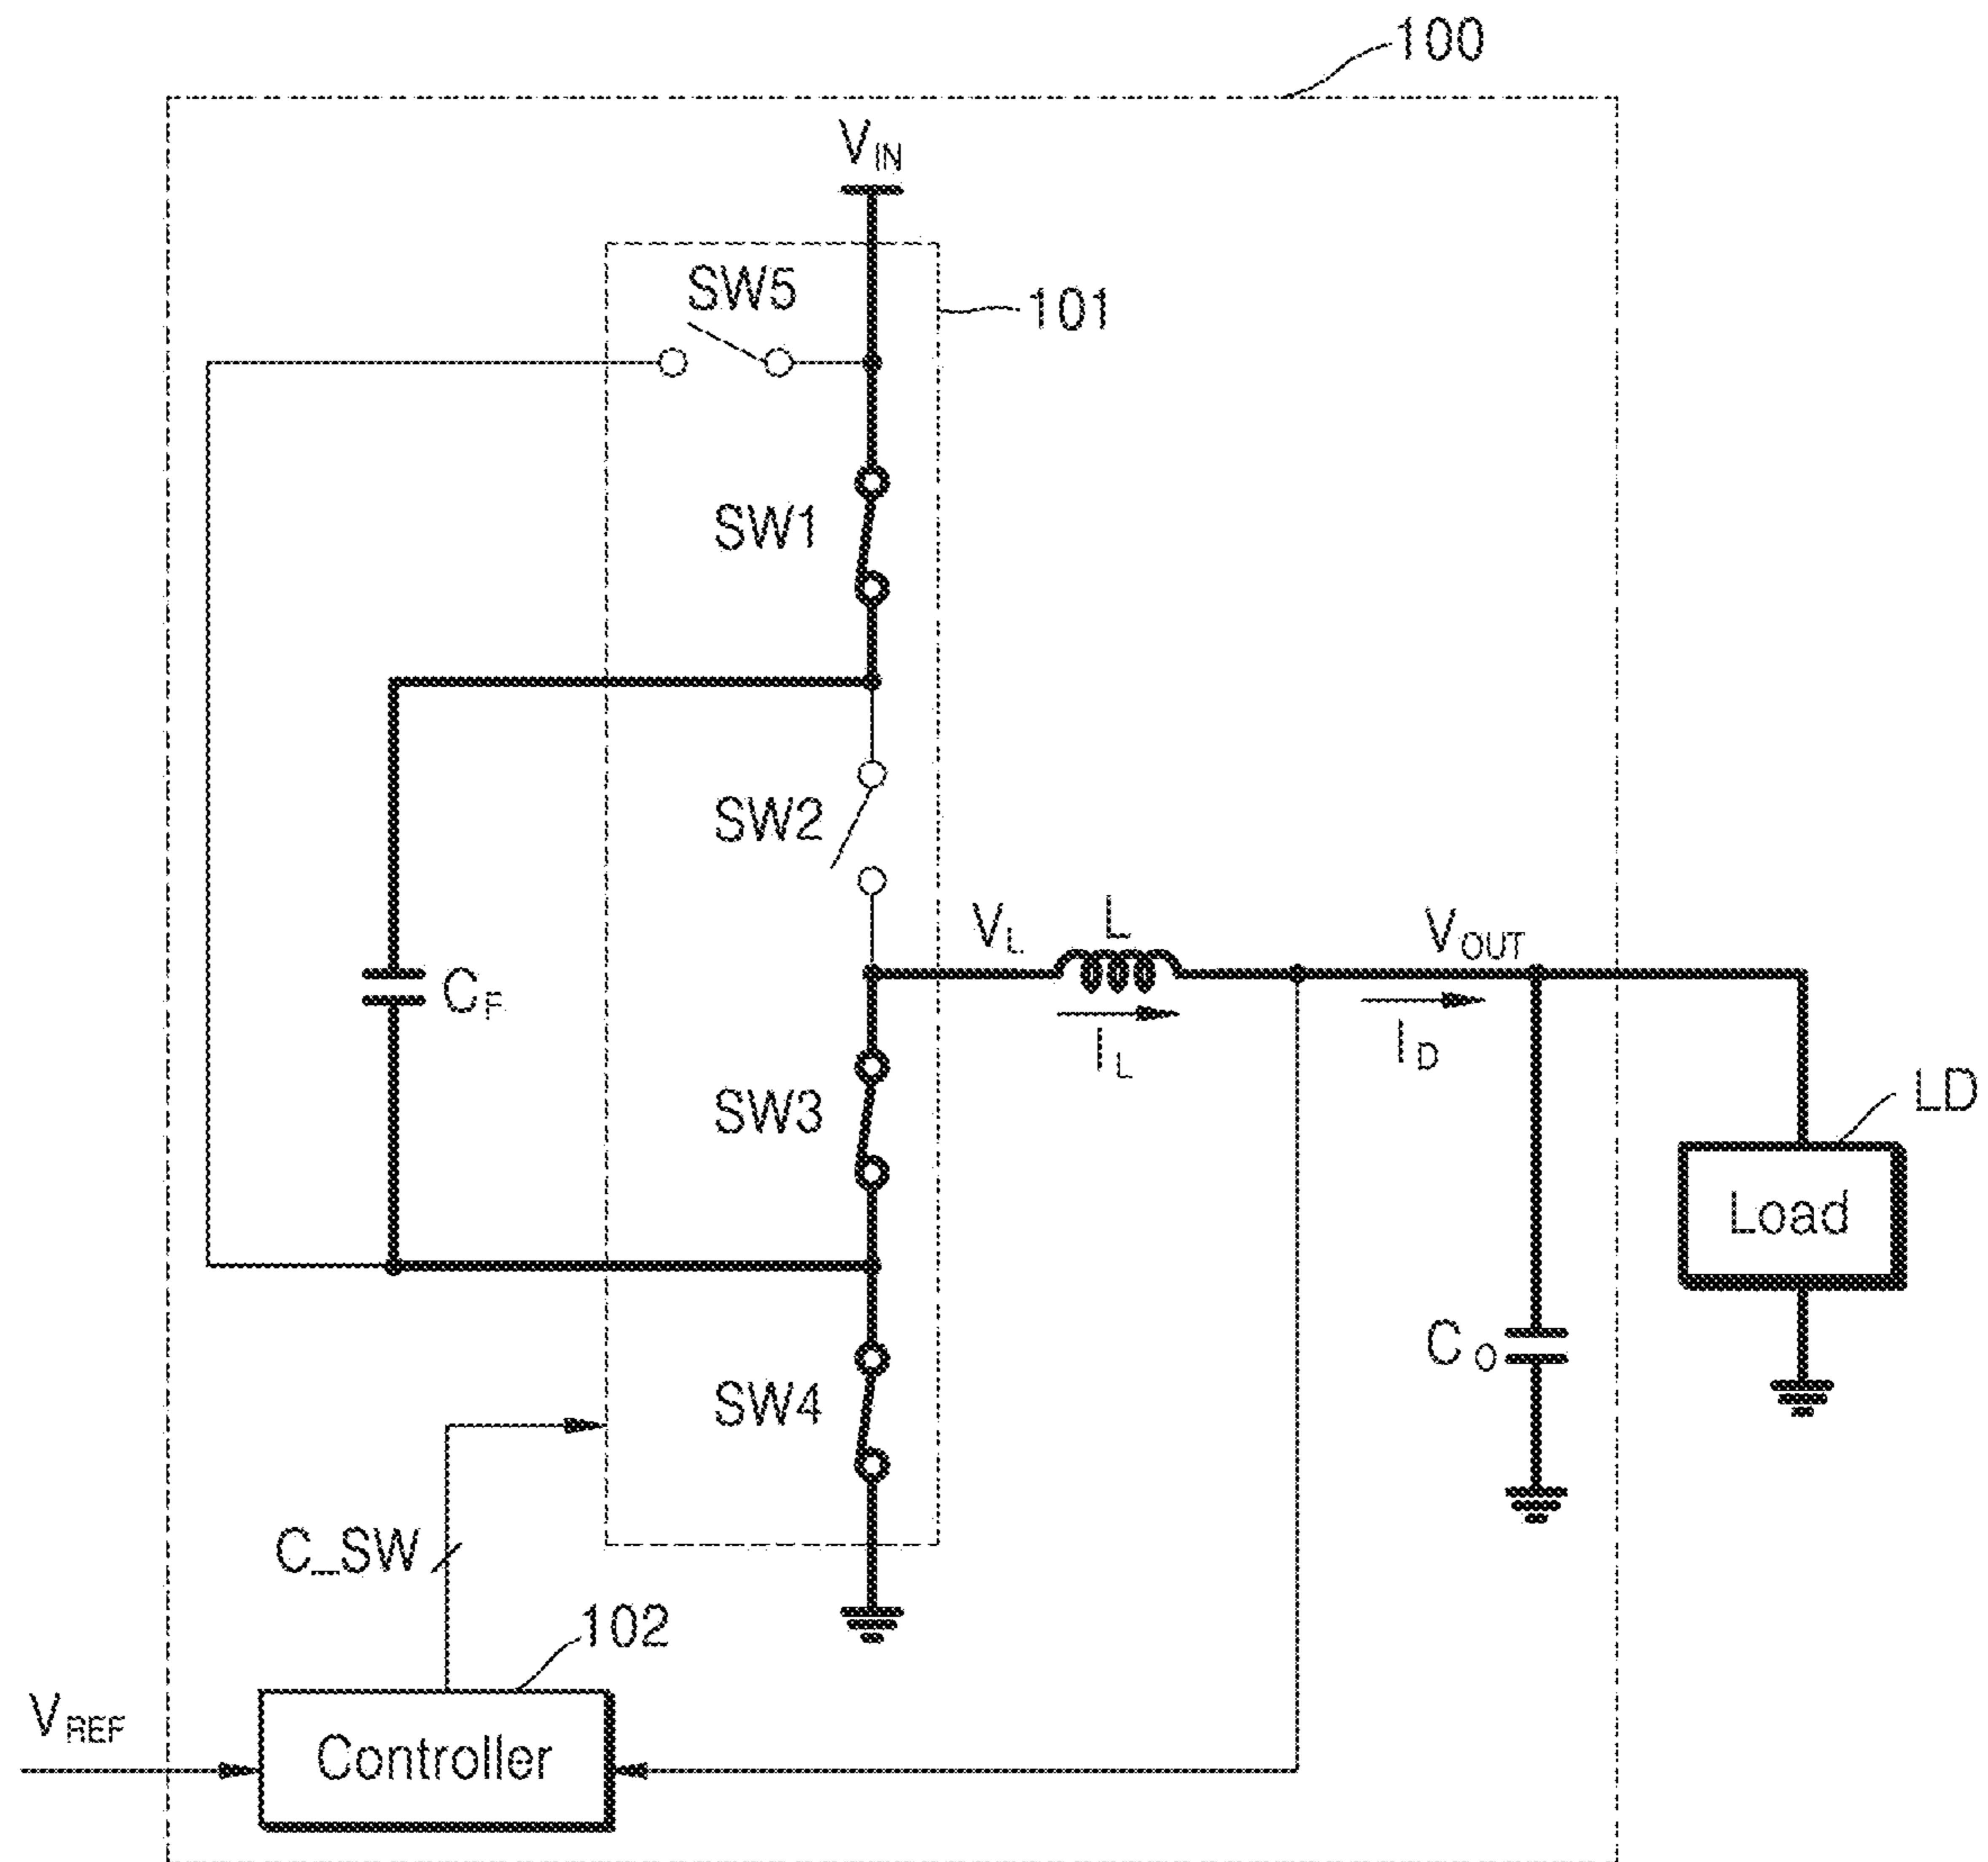 100
VIN
SW5
101
SW1
SW2
VL
L
VOUT
CF
IL
ID
SW3
LD
Load
CO
SW4
C_SW
102
VREF
Controller